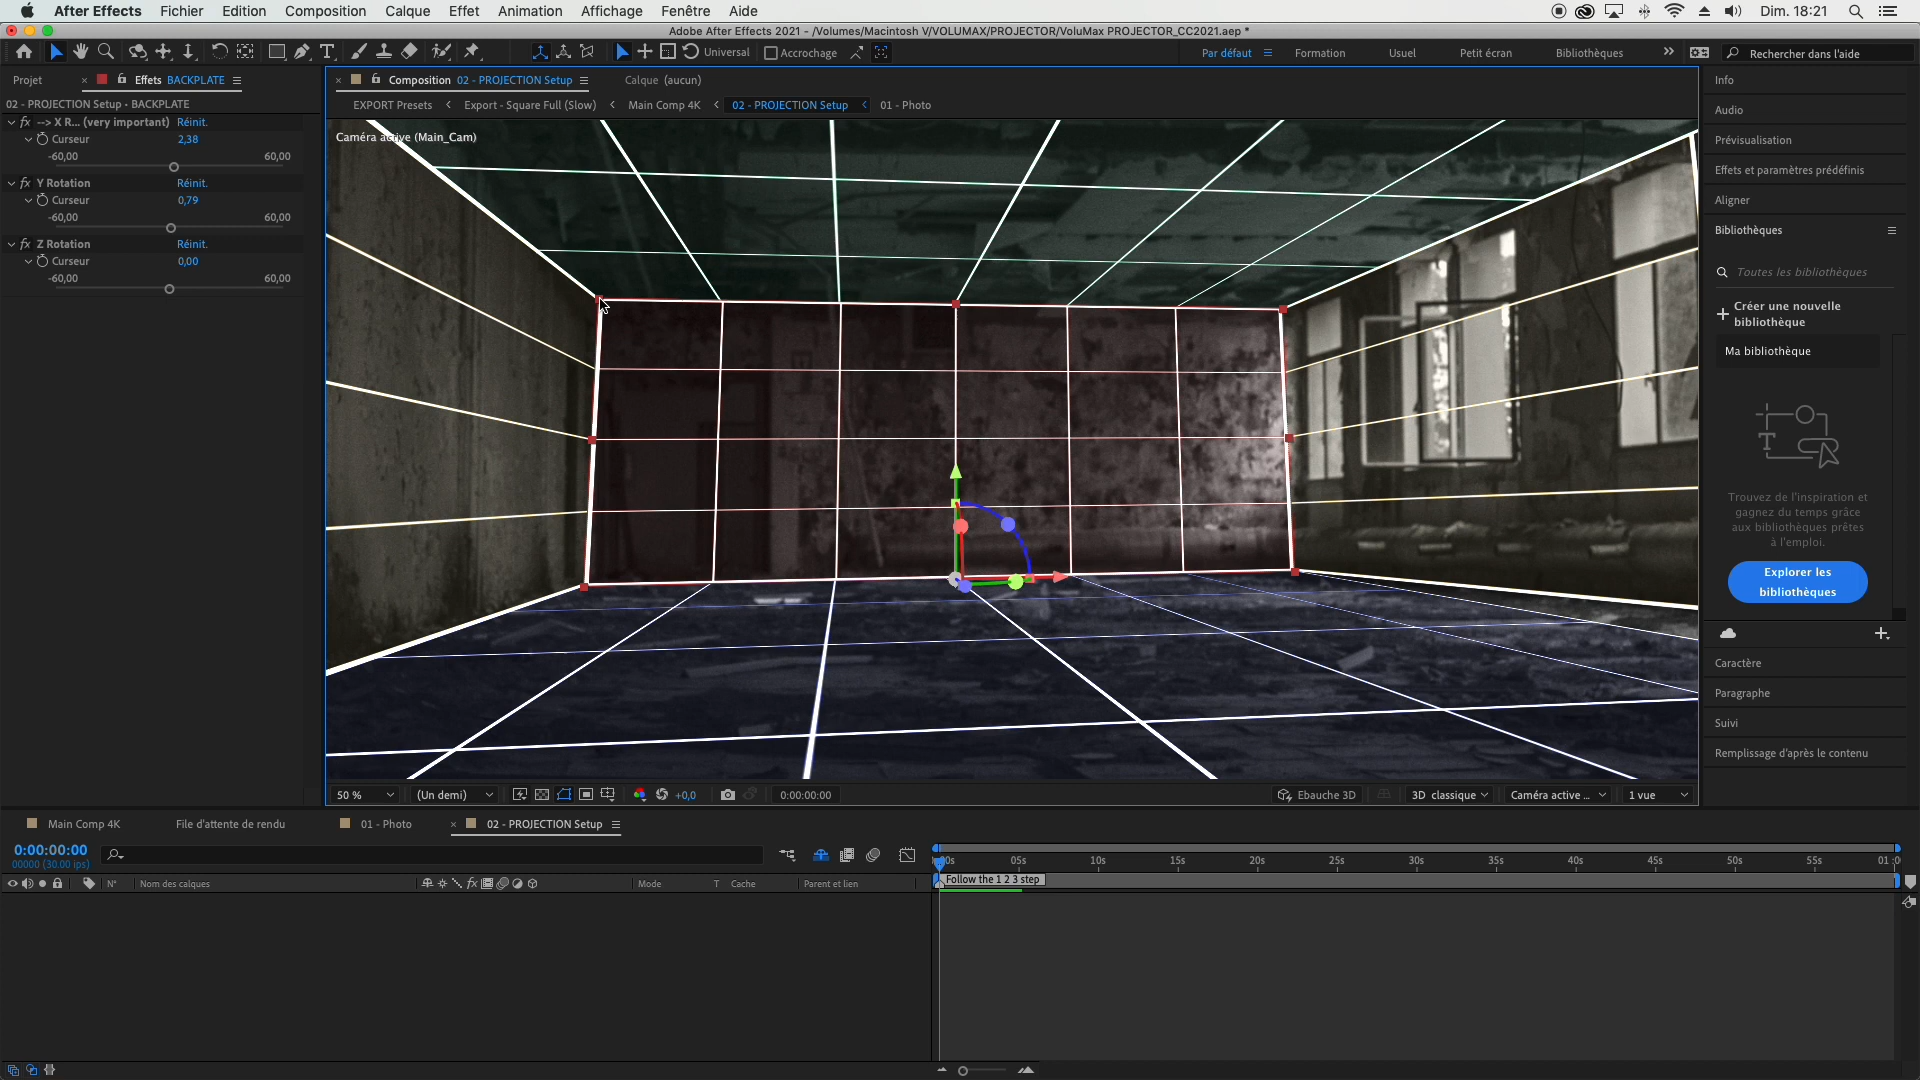 After Effects Fichier Edition Composition Calque Effet Animation Affichage Fenêtre Aide Dim. 18:21
Adobe After Effects 2021 - /Volumes/Macintosh V/VOLUMAX/PROJECTOR/VoluMax PROJECTOR_CC2021.aep *
Universal Accrochage Par défaut Formation Usuel Petit écran Bibliothèques Rechercher dans l'aide
Projet Effets BACKPLATE
02 - PROJECTION Setup • BACKPLATE
fx --> X R... (very important) Réinit.
Curseur 2,38
-60,00 60,00
fx Y Rotation Réinit.
Curseur 0,79
-60,00 60,00
fx Z Rotation Réinit.
Curseur 0,00
-60,00 60,00
Composition 02 - PROJECTION Setup Calque (aucun)
EXPORT Presets Export - Square Full (Slow) Main Comp 4K 02 - PROJECTION Setup 01 - Photo
Caméra active (Main_Cam)
50 % (Un demi) +0,0 0:00:00:00 Ebauche 3D 3D classique Caméra active ... 1 vue
Info
Audio
Prévisualisation
Effets et paramètres prédéfinis
Aligner
Bibliothèques
Toutes les bibliothèques
Créer une nouvelle
bibliothèque
Ma bibliothèque
Trouvez de l'inspiration et
gagnez du temps grâce
aux bibliothèques prêtes
à l'emploi.
Explorer les
bibliothèques
Caractère
Paragraphe
Suivi
Remplissage d'après le contenu
Main Comp 4K File d'attente de rendu 01 - Photo 02 - PROJECTION Setup
0:00:00:00
00000 (30.00 ips)
05s 10s 15s 20s 25s 30s 35s 40s 45s 50s 55s
N° Nom des calques fx Mode T Cache Parent et lien
Follow the 1 2 3 step